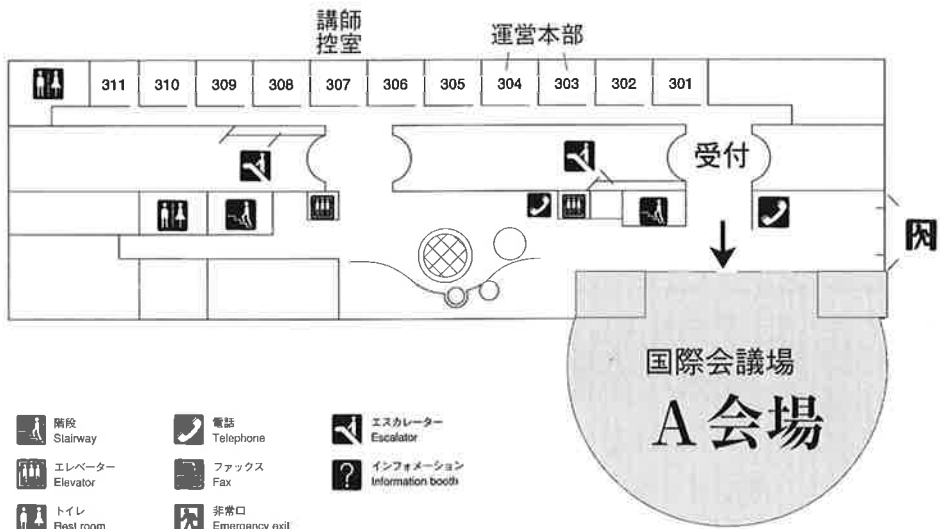 講師
控室
運営本部
311 310 309 308 307 306 305 304 303 302 301
受付
国際会議場
A会場
階段
Stairway
電話
Telephone
エスカレーター
Escalator
エレベーター
Elevator
ファックス
Fax
インフォメーション
Information booth
トイレ
Rest room
非常口
Emergency exit